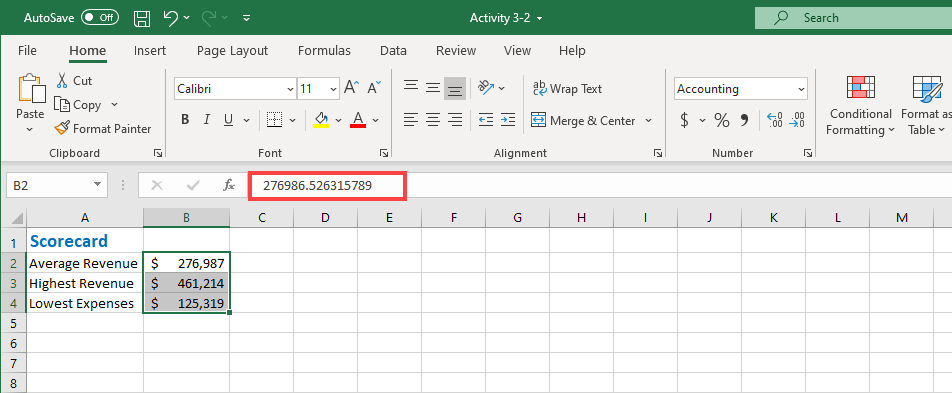 AutoSave Off Activity 3-2 Search
File Home Insert Page Layout Formulas Data Review View Help
Paste
Cut
Copy
Format Painter
Clipboard
Calibri 11
B I U A
Font
Wrap Text
Merge & Center
Alignment
Accounting
$ % , .00 .0
Number
Conditional Formatting
Format as
Table
B2 fx 276986.526315789
A B C D E F G H I J K L M
1 Scorecard
2 Average Revenue $ 276,987
3 Highest Revenue $ 461,214
4 Lowest Expenses $ 125,319
5
6
7
8